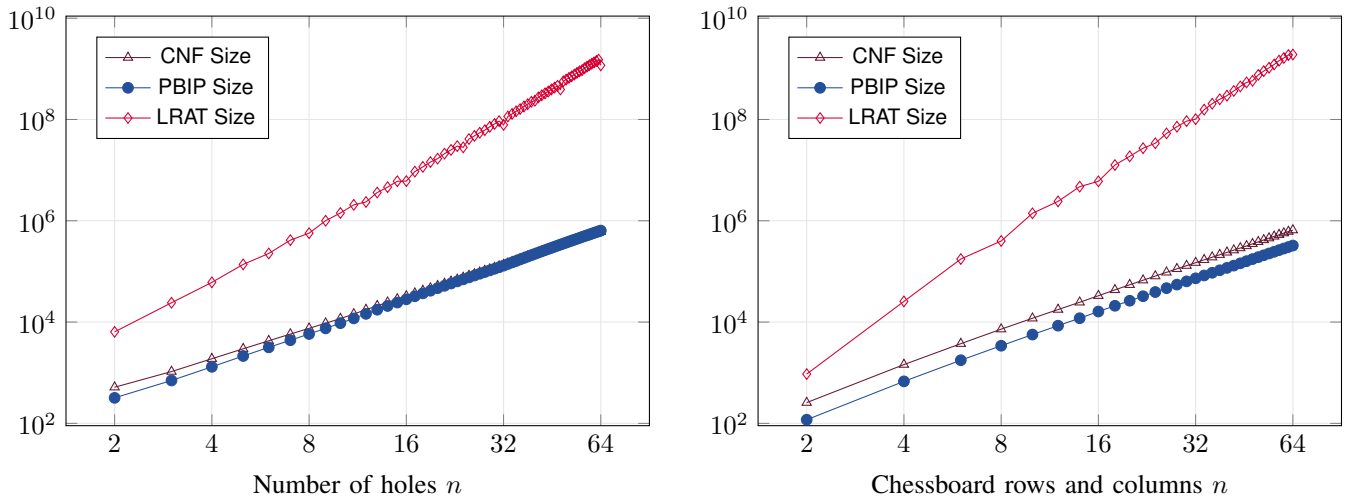 10^10
10^8
10^6
10^4
10^2
CNF Size
PBIP Size
LRAT Size
2 4 8 16 32 64
Number of holes n
10^10
10^8
10^6
10^4
10^2
CNF Size
PBIP Size
LRAT Size
2 4 8 16 32 64
Chessboard rows and columns n